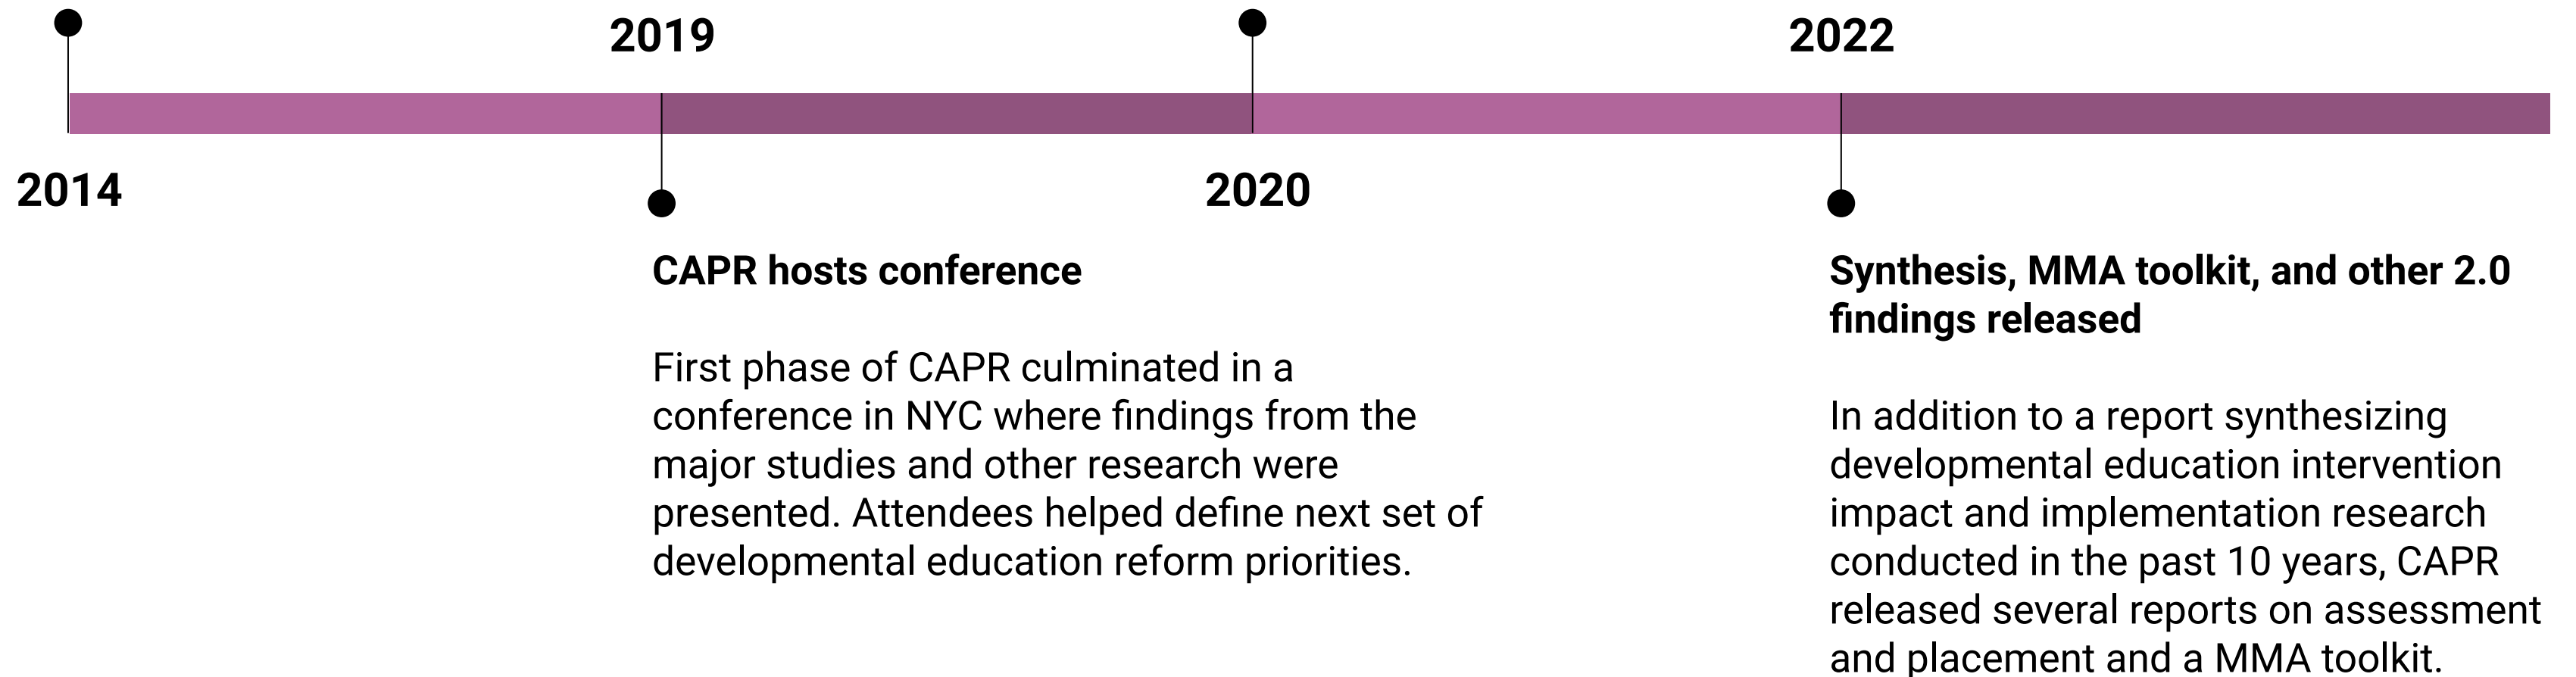 2019
2022
2014
2020
CAPR hosts conference
First phase of CAPR culminated in a
conference in NYC where findings from the
major studies and other research were
presented. Attendees helped define next set of
developmental education reform priorities.
Synthesis, MMA toolkit, and other 2.0
findings released
In addition to a report synthesizing
developmental education intervention
impact and implementation research
conducted in the past 10 years, CAPR
released several reports on assessment
and placement and a MMA toolkit.